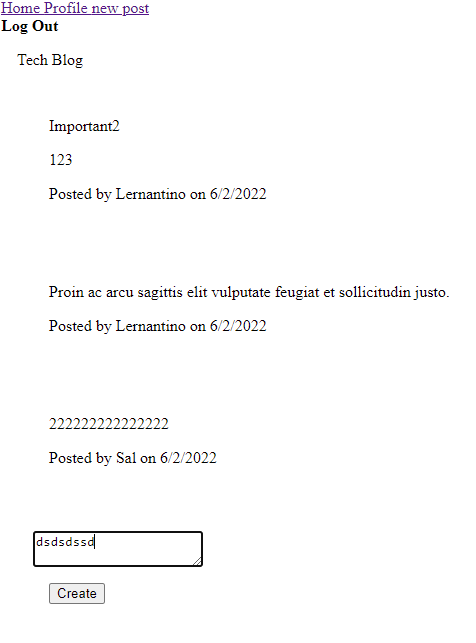 Home Profile new post
Log Out
Tech Blog
Important2
123
Posted by Lernantino on 6/2/2022
Proin ac arcu sagittis elit vulputate feugiat et sollicitudin justo.
Posted by Lernantino on 6/2/2022
222222222222222
Posted by Sal on 6/2/2022
dsdsdssd
Create